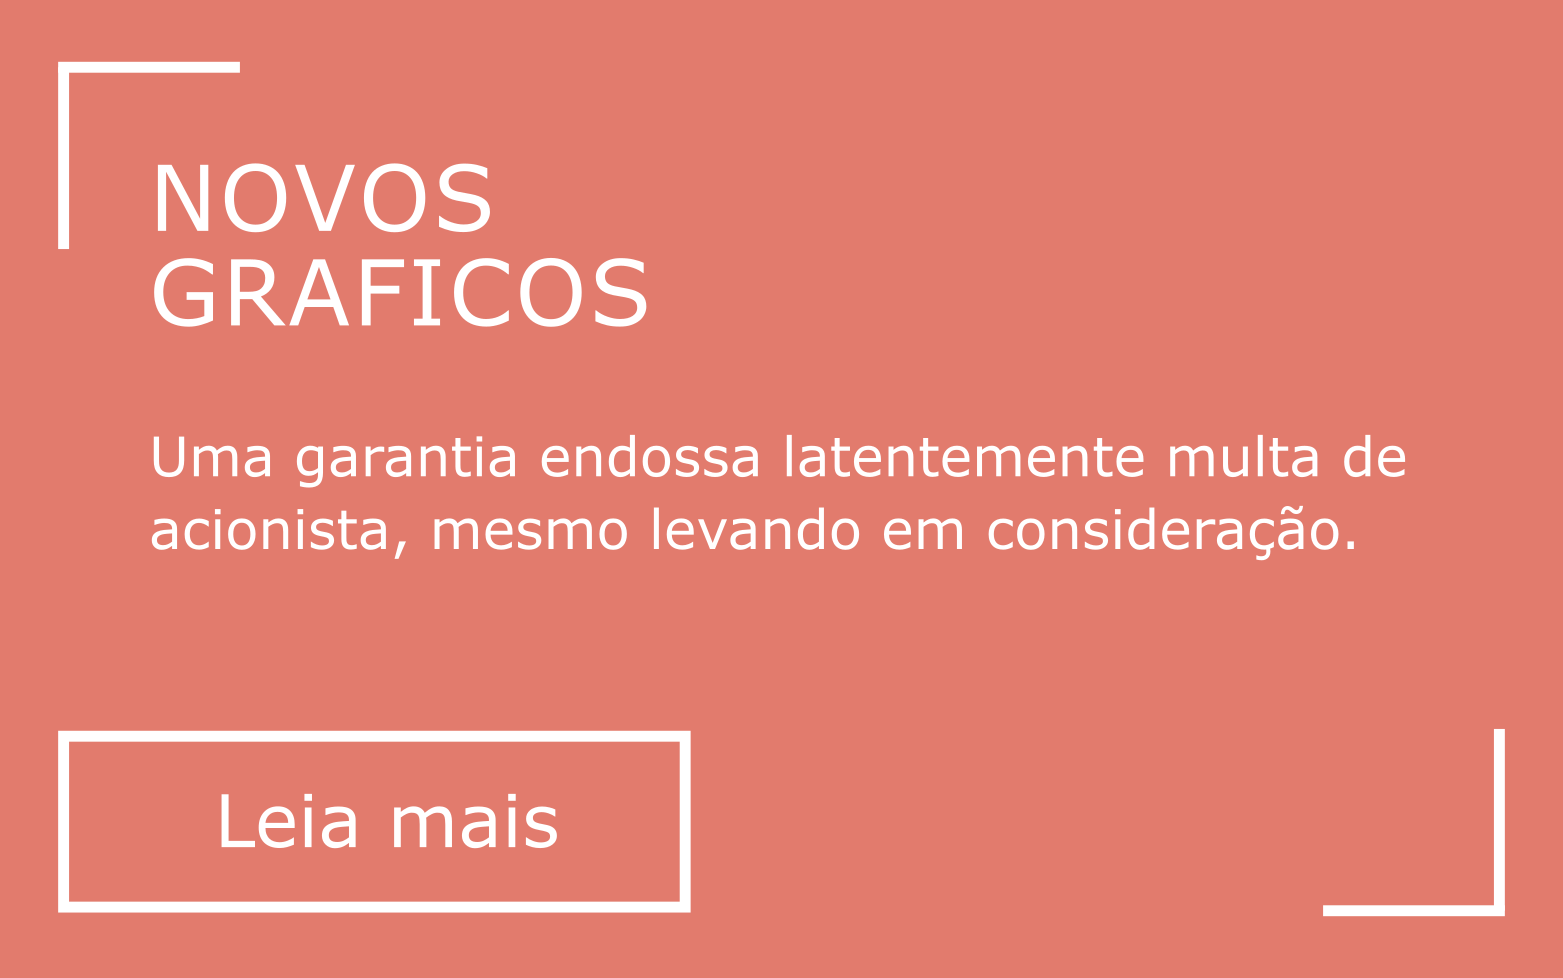 NOVOS
GRAFICOS
Uma garantia endossa latentemente multa de
acionista, mesmo levando em consideração.
Leia mais